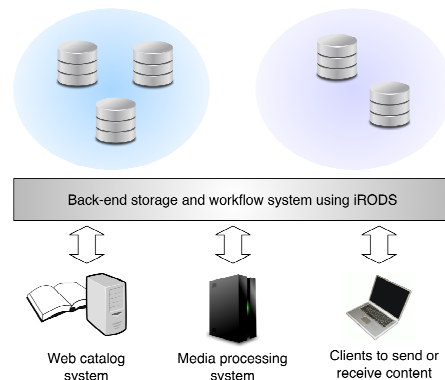 Back-end storage and workflow system using iRODS
Web catalog
system
Media processing
system
Clients to send or
receive content